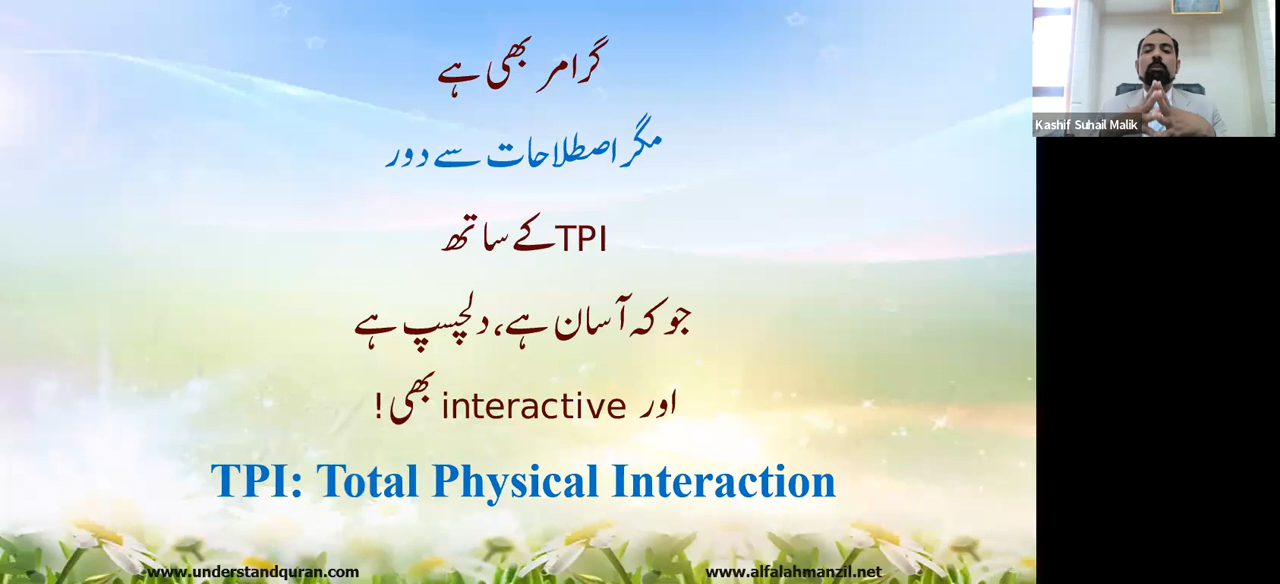 گرامر بھی ہے
مگر اصطلاحات سے دور
TPI کے ساتھ
جو کہ آسان ہے، دلچسپ ہے
اور interactive بھی!
TPI: Total Physical Interaction
www.understandquran.com
www.alfalahmanzil.net
Kashif Suhail Malik